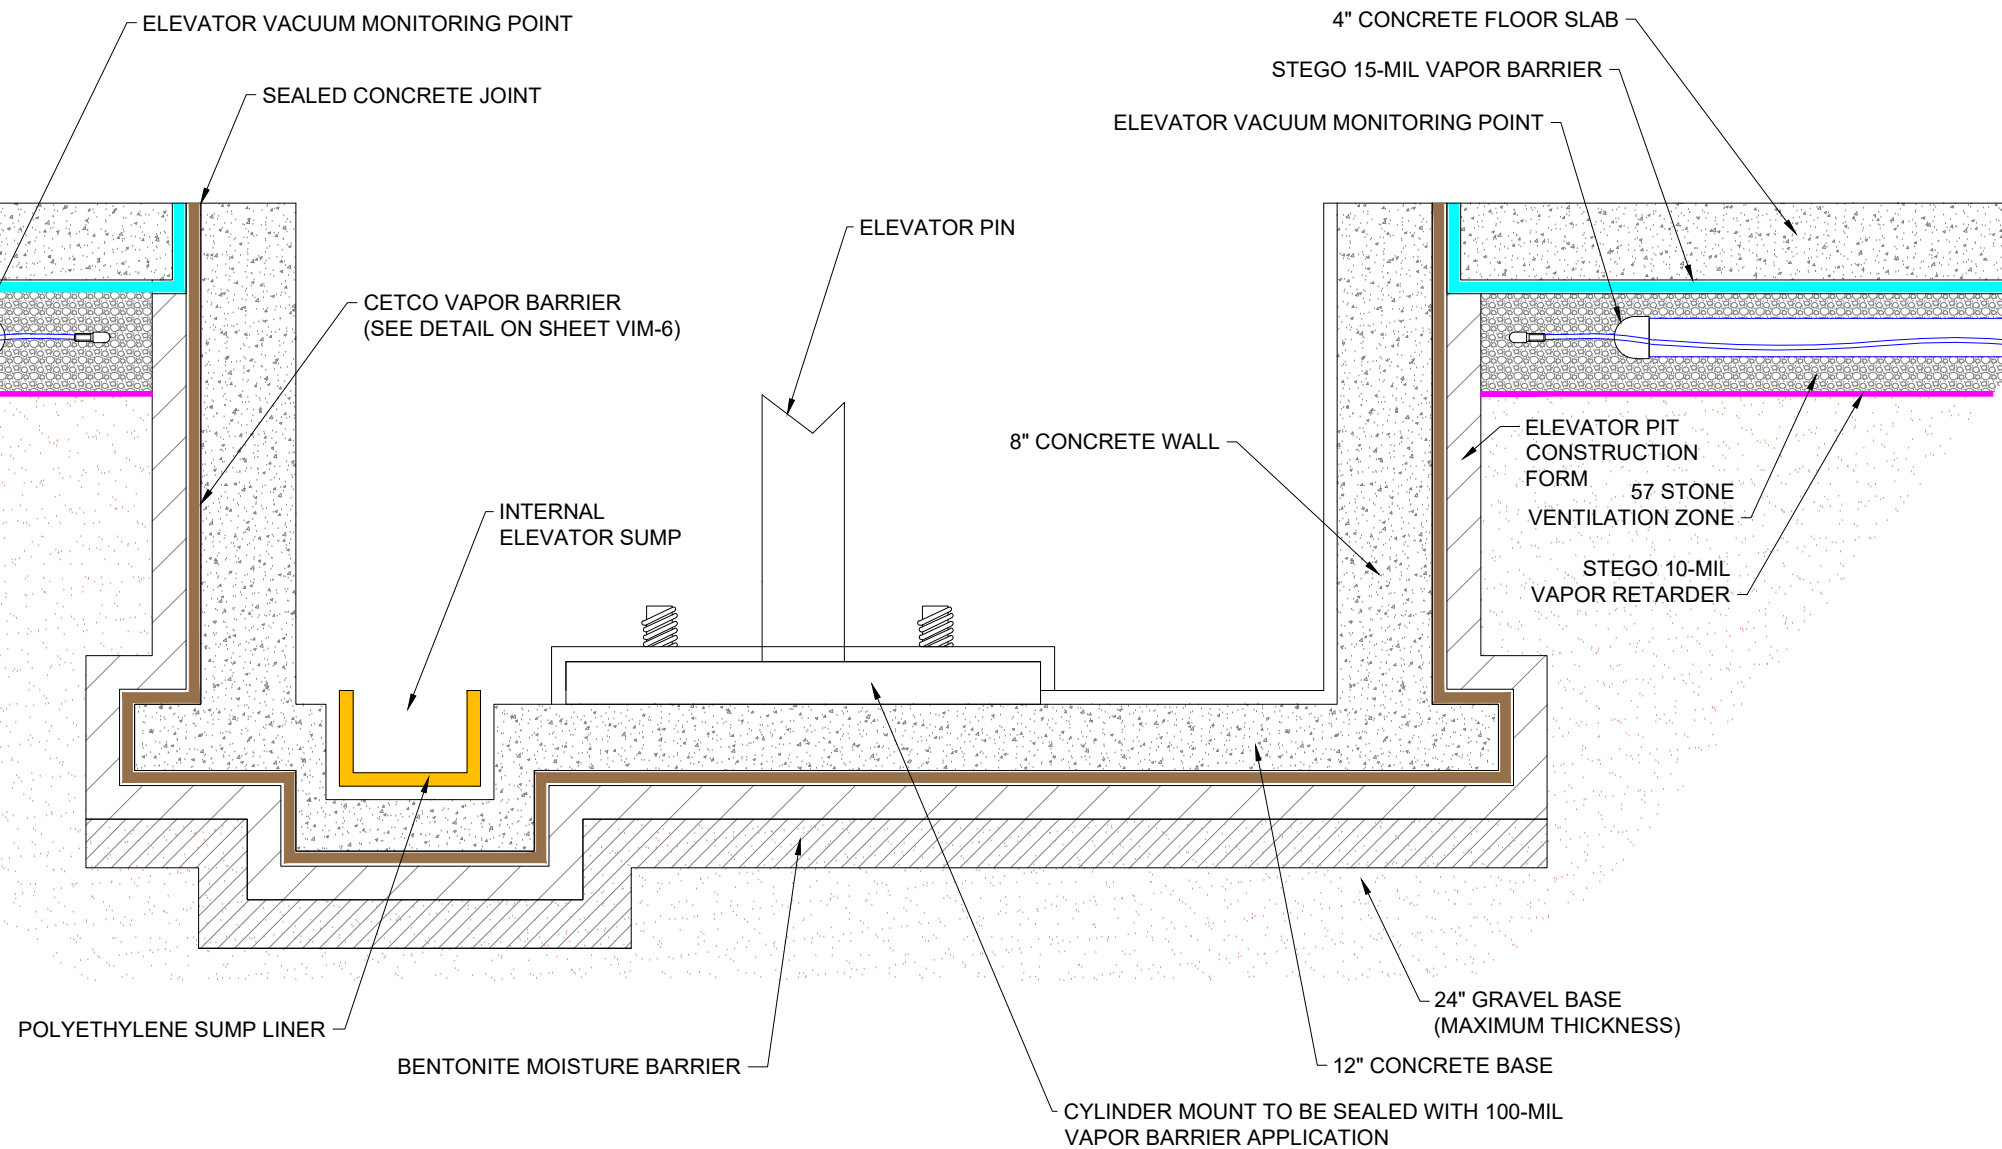 ELEVATOR VACUUM MONITORING POINT
SEALED CONCRETE JOINT
4" CONCRETE FLOOR SLAB
STEGO 15-MIL VAPOR BARRIER
ELEVATOR VACUUM MONITORING POINT
ELEVATOR PIN
CETCO VAPOR BARRIER
(SEE DETAIL ON SHEET VIM-6)
8" CONCRETE WALL
ELEVATOR PIT
CONSTRUCTION
FORM
57 STONE
VENTILATION ZONE
INTERNAL
ELEVATOR SUMP
STEGO 10-MIL
VAPOR RETARDER
POLYETHYLENE SUMP LINER
BENTONITE MOISTURE BARRIER
24" GRAVEL BASE
(MAXIMUM THICKNESS)
12" CONCRETE BASE
CYLINDER MOUNT TO BE SEALED WITH 100-MIL
VAPOR BARRIER APPLICATION